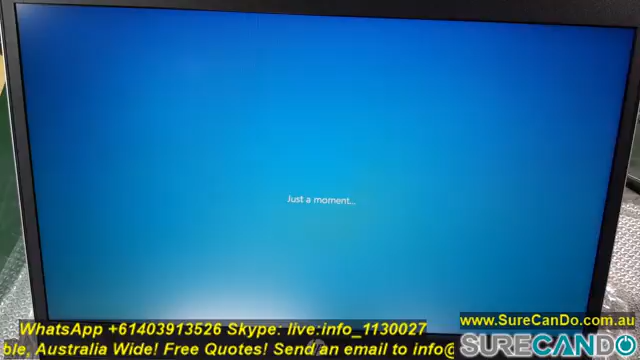 Just a moment...
WhatsApp +61403913526 Skype: live:info_1130027
www.SureCanDo.com.au
ble, Australia Wide! Free Quotes! Send an email to info@
SURECANDO